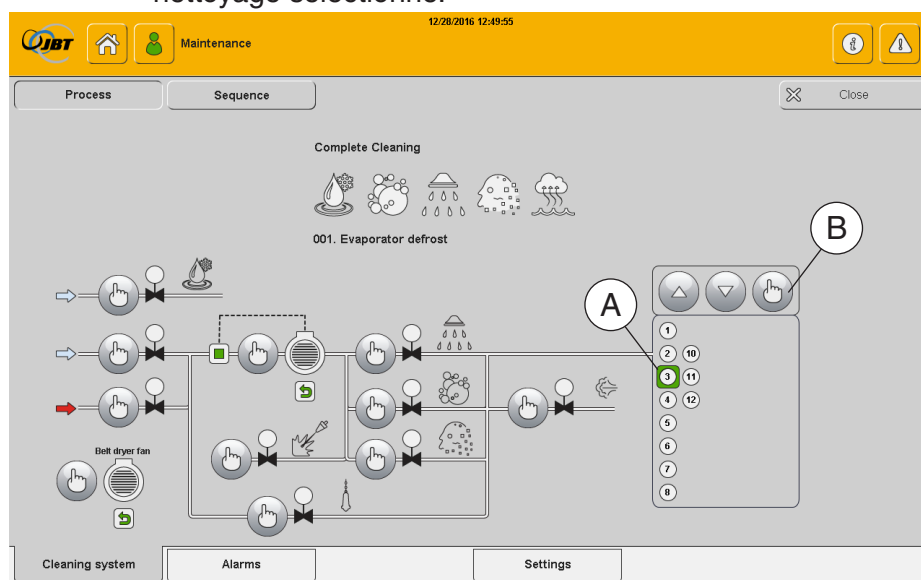 nettoyage sélectionné.
12/28/2016 12:49:55
JBT
Maintenance
Process
Sequence
Close
Complete Cleaning
001. Evaporator defrost
B
A
1
2 10
3 11
4 12
5
6
7
8
Belt dryer fan
Cleaning system
Alarms
Settings